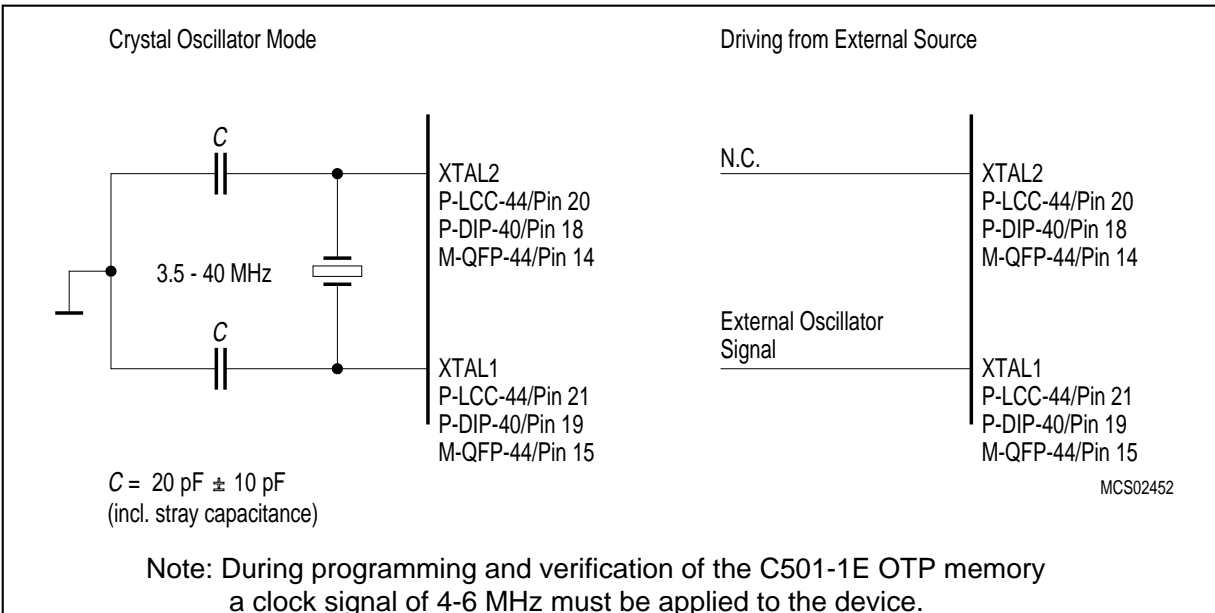 Crystal Oscillator Mode
C
XTAL2
P-LCC-44/Pin 20
P-DIP-40/Pin 18
M-QFP-44/Pin 14
3.5 - 40 MHz
C
XTAL1
P-LCC-44/Pin 21
P-DIP-40/Pin 19
M-QFP-44/Pin 15
C = 20 pF ± 10 pF
(incl. stray capacitance)
Driving from External Source
N.C.
XTAL2
P-LCC-44/Pin 20
P-DIP-40/Pin 18
M-QFP-44/Pin 14
External Oscillator
Signal
XTAL1
P-LCC-44/Pin 21
P-DIP-40/Pin 19
M-QFP-44/Pin 15
MCS02452
Note: During programming and verification of the C501-1E OTP memory
a clock signal of 4-6 MHz must be applied to the device.